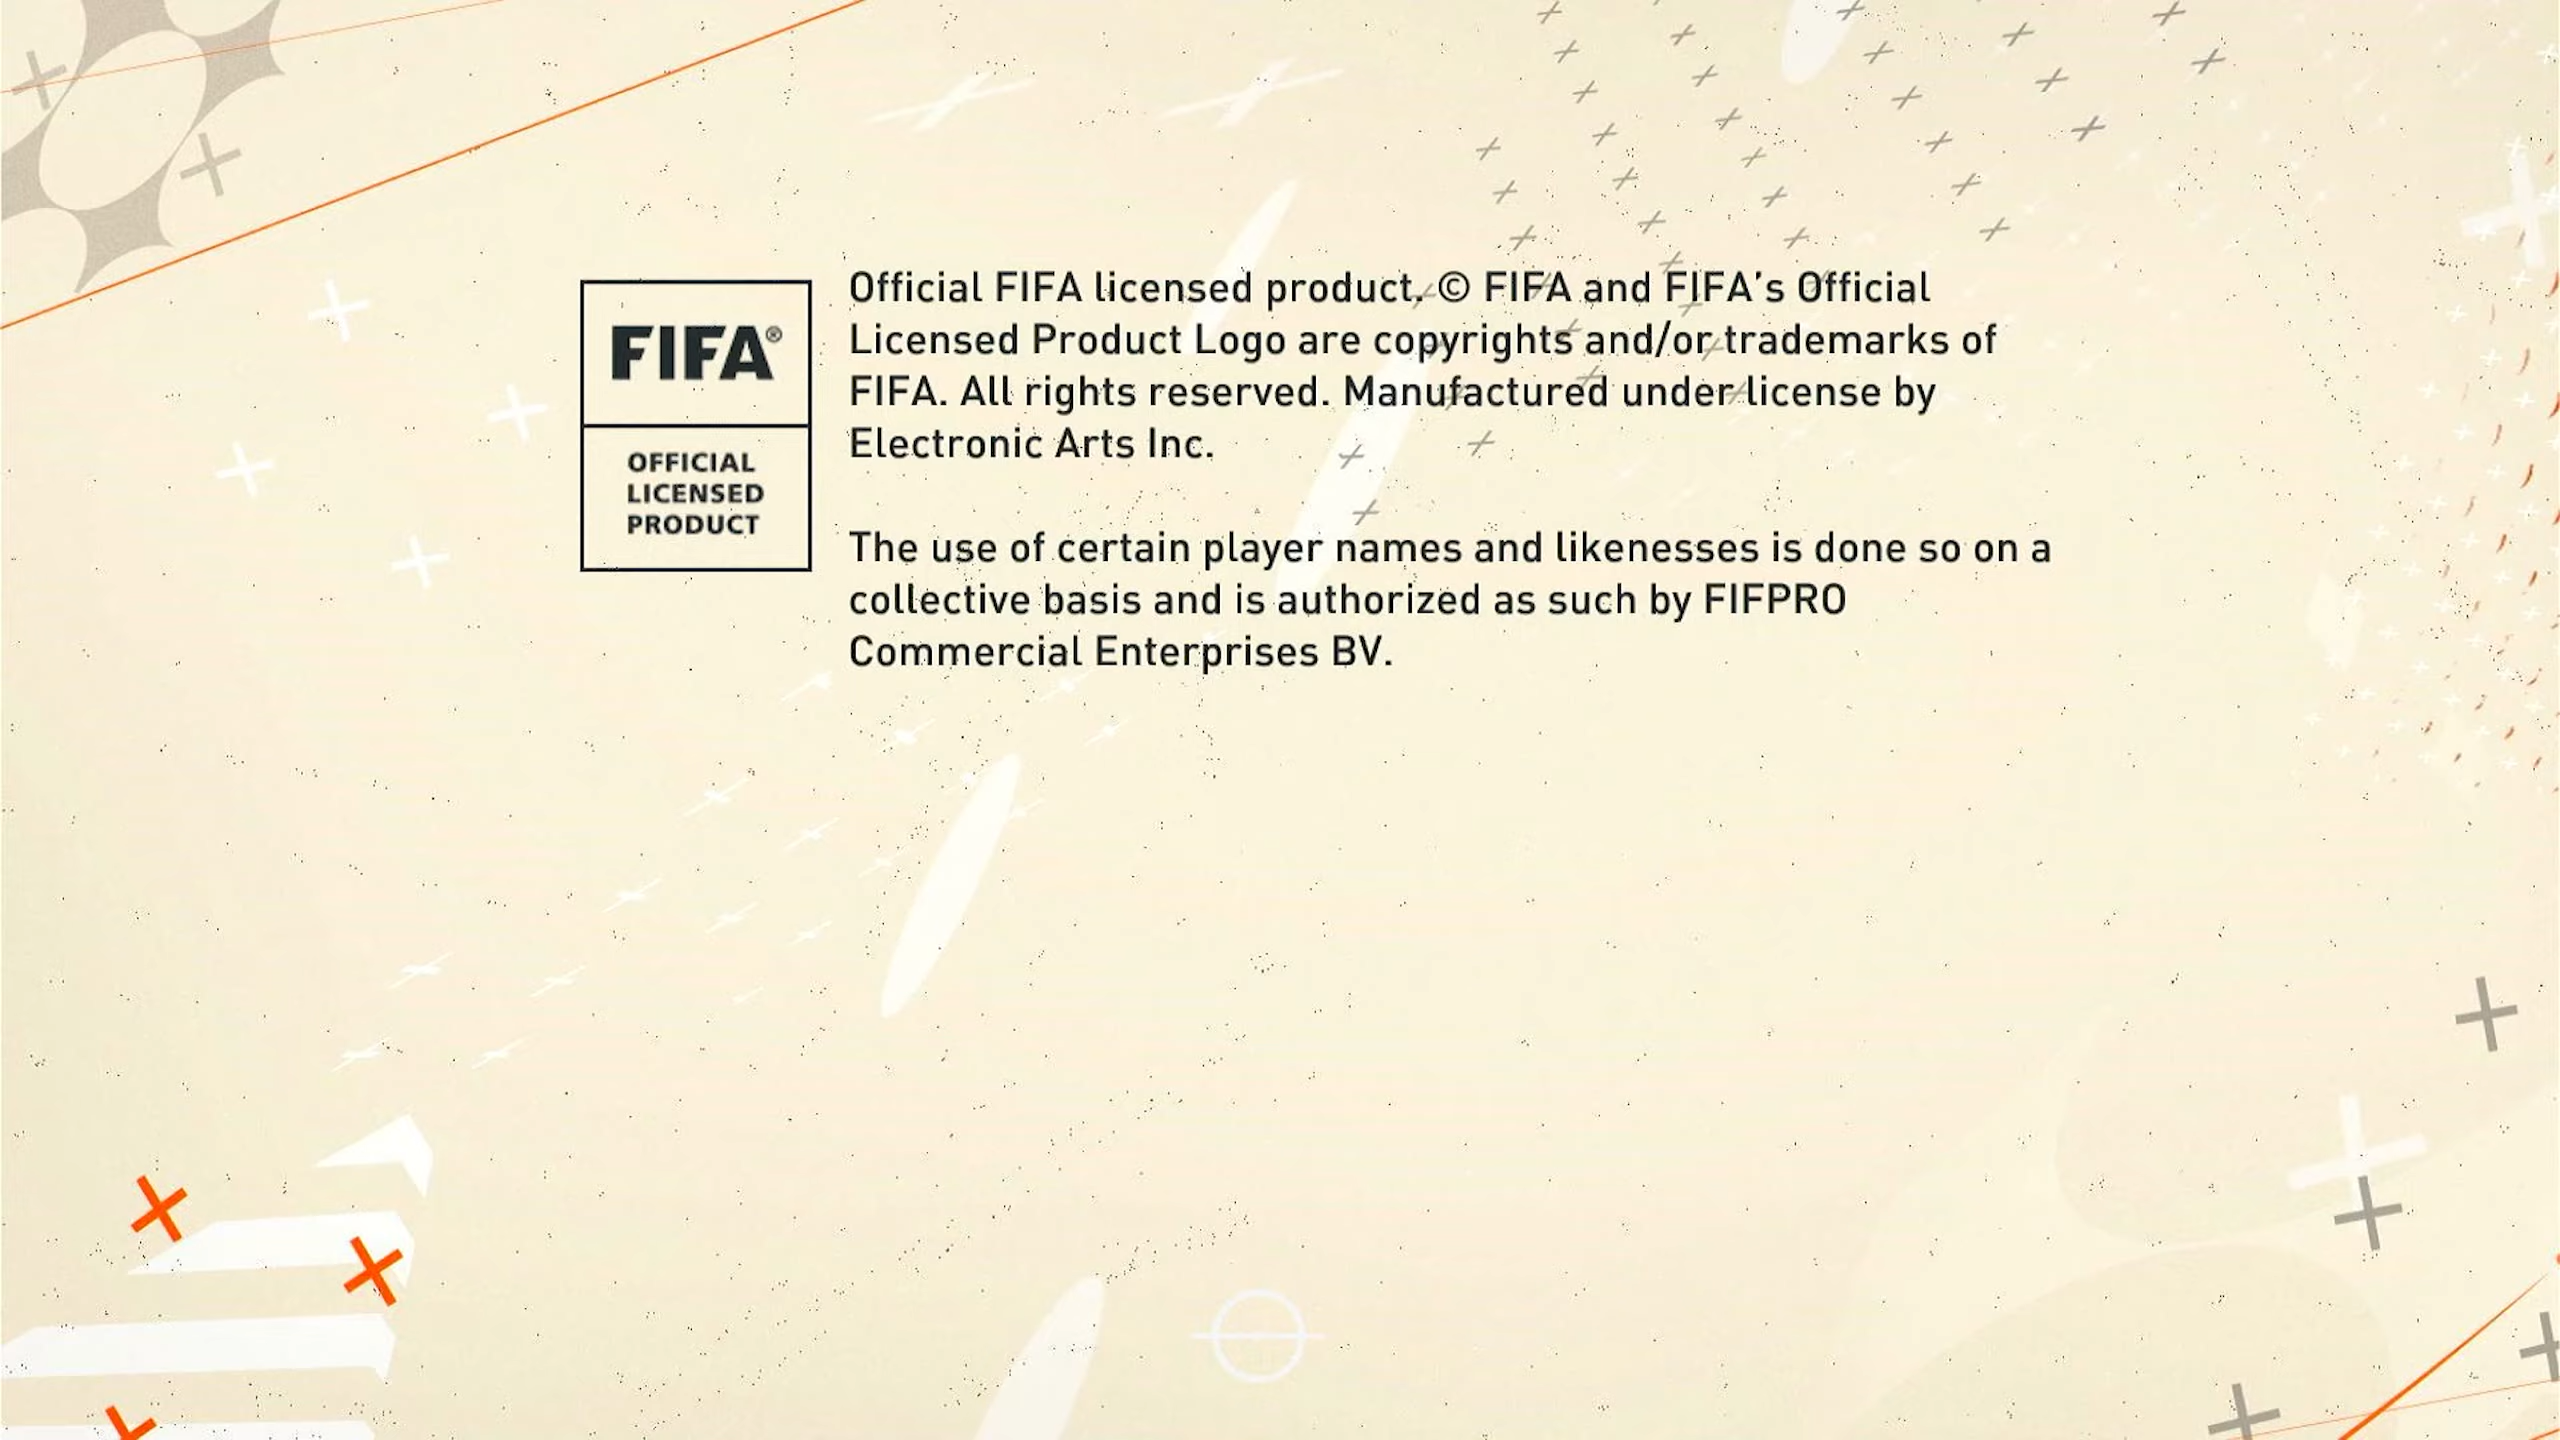 FIFA®
OFFICIAL
LICENSED
PRODUCT
Official FIFA licensed product. © FIFA and FIFA’s Official
Licensed Product Logo are copyrights and/or trademarks of
FIFA. All rights reserved. Manufactured under license by
Electronic Arts Inc.
The use of certain player names and likenesses is done so on a
collective basis and is authorized as such by FIFPRO
Commercial Enterprises BV.